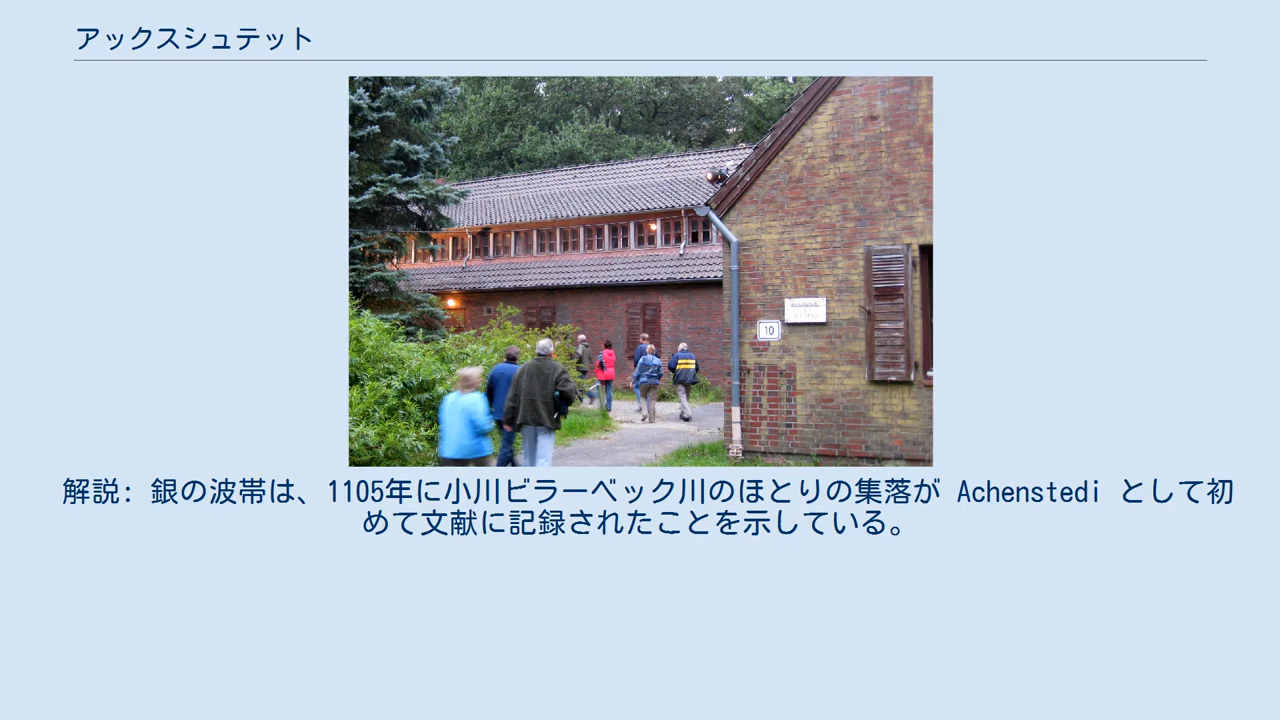 アックスシュテット
10
解説: 銀の波帯は、1105年に小川ビラーベック川のほとりの集落が Achenstedi として初
めて文献に記録されたことを示している。